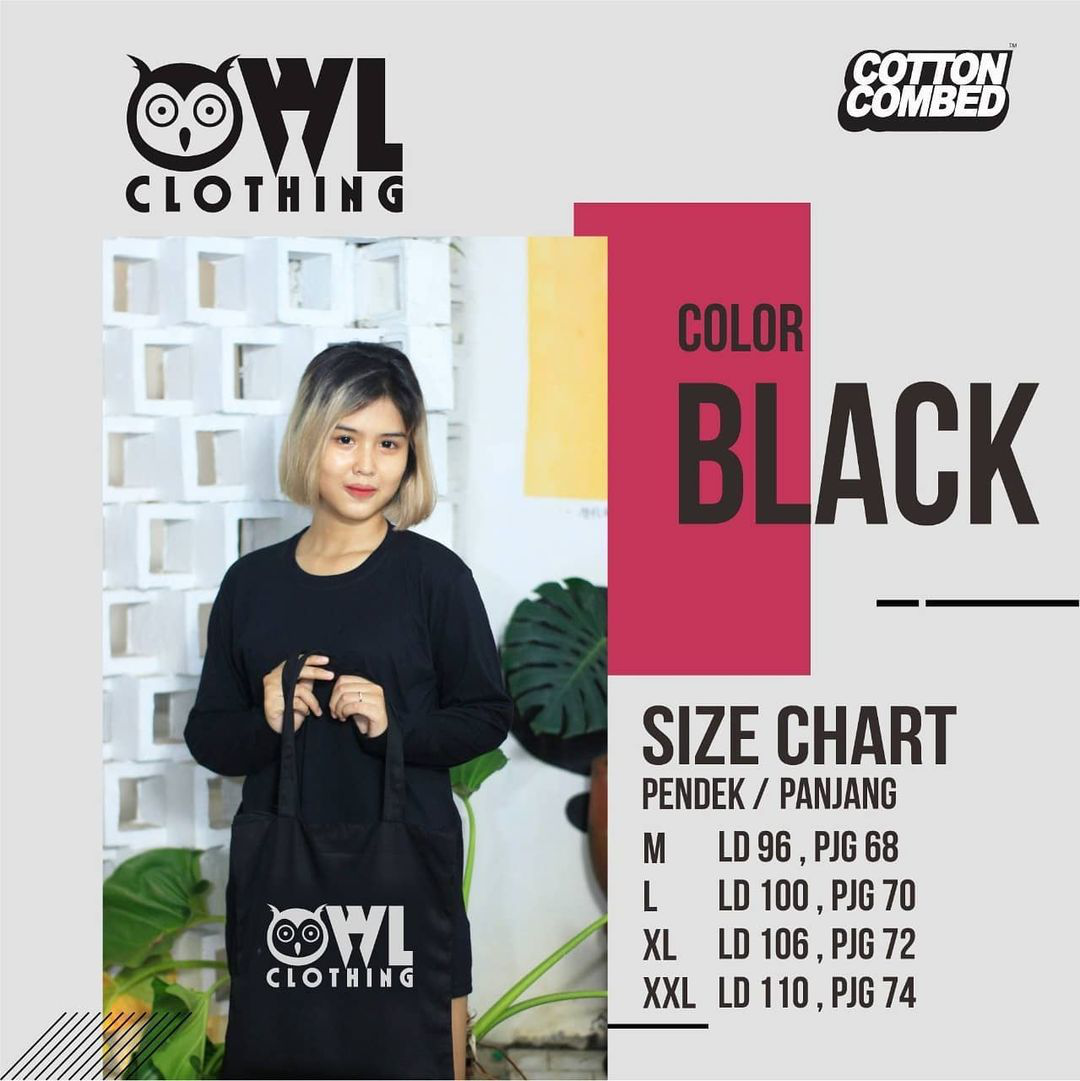 OWL
CLOTHING
COTTON
COMBED
TM
COLOR
BLACK
SIZE CHART
PENDEK / PANJANG
M LD 96 , PJG 68
L LD 100 , PJG 70
XL LD 106 , PJG 72
XXL LD 110 , PJG 74
OWL
CLOTHING